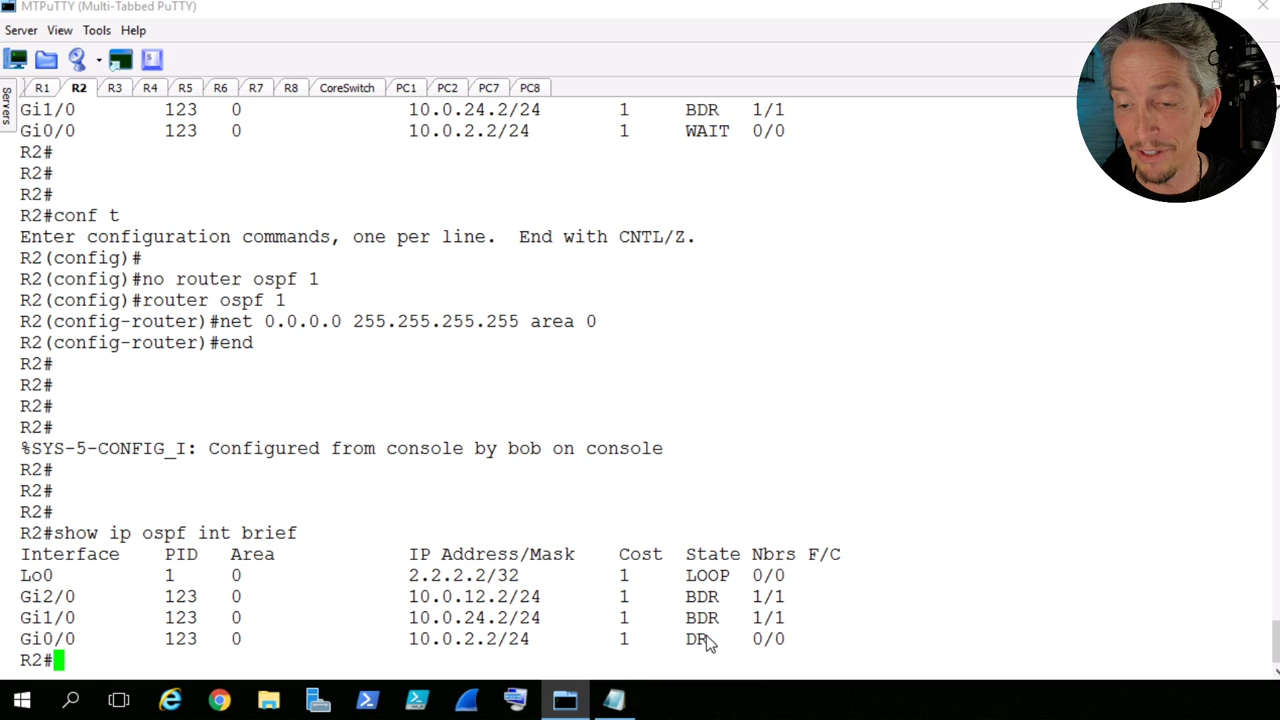 MTPuTTY (Multi-Tabbed PuTTY)
Server View Tools Help
Servers
R1 R2 R3 R4 R5 R6 R7 R8 CoreSwitch PC1 PC2 PC7 PC8
Gi1/0 123 0 10.0.24.2/24 1 BDR 1/1
Gi0/0 123 0 10.0.2.2/24 1 WAIT 0/0
R2#
R2#
R2#
R2#conf t
Enter configuration commands, one per line. End with CNTL/Z.
R2(config)#
R2(config)#no router ospf 1
R2(config)#router ospf 1
R2(config-router)#net 0.0.0.0 255.255.255.255 area 0
R2(config-router)#end
R2#
R2#
R2#
R2#
%SYS-5-CONFIG_I: Configured from console by bob on console
R2#
R2#
R2#
R2#show ip ospf int brief
Interface PID Area IP Address/Mask Cost State Nbrs F/C
Lo0 1 0 2.2.2.2/32 1 LOOP 0/0
Gi2/0 123 0 10.0.12.2/24 1 BDR 1/1
Gi1/0 123 0 10.0.24.2/24 1 BDR 1/1
Gi0/0 123 0 10.0.2.2/24 1 DR 0/0
R2#